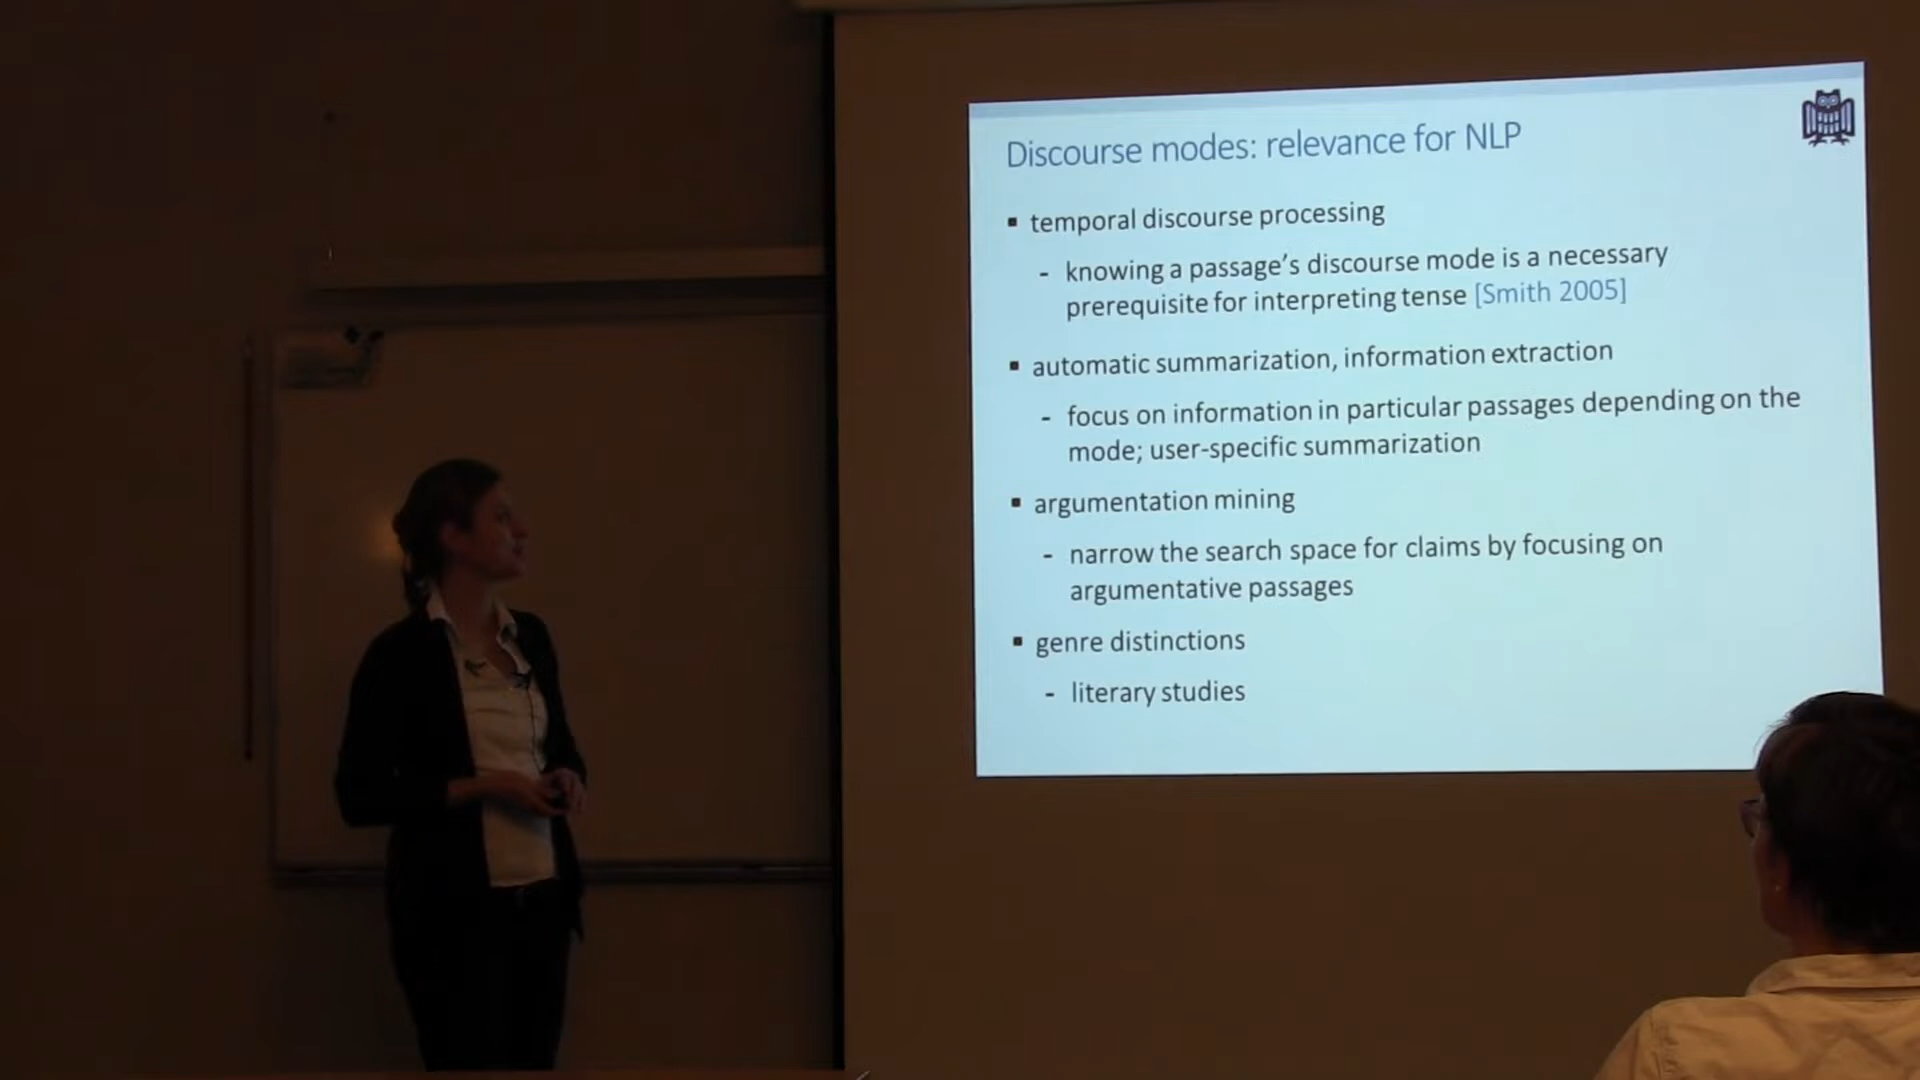 Discourse modes: relevance for NLP
▪ temporal discourse processing
- knowing a passage's discourse mode is a necessary
prerequisite for interpreting tense [Smith 2005]
▪ automatic summarization, information extraction
- focus on information in particular passages depending on the
mode; user-specific summarization
▪ argumentation mining
- narrow the search space for claims by focusing on
argumentative passages
▪ genre distinctions
- literary studies